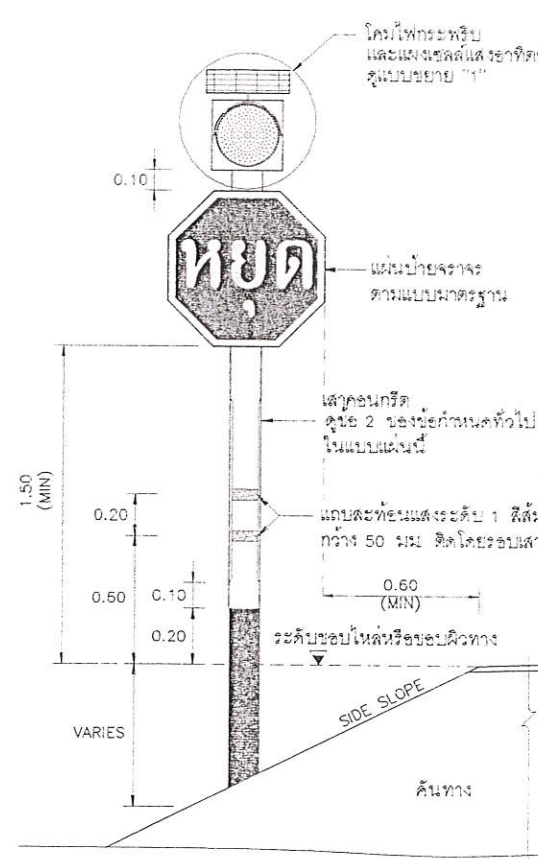 โคมไฟกระพริบ
และแผงเซลล์แสงอาทิตย์
ดูแบบขยาย "1"
0.10
หยุด
แผ่นป้ายจราจร
ตามแบบมาตรฐาน
เสาคอนกรีต
ดูข้อ 2 ของข้อกำหนดทั่วไป
ในแบบแผ่นนี้
1.50
(MIN)
0.20
แถบสะท้อนแสงระดับ 1 สีส้ม
กว้าง 50 มม. ติดโดยรอบเสา
0.60
0.10
0.60
(MIN)
0.20
ระดับขอบไหล่หรือขอบผิวทาง
SIDE SLOPE
VARIES
คันทาง